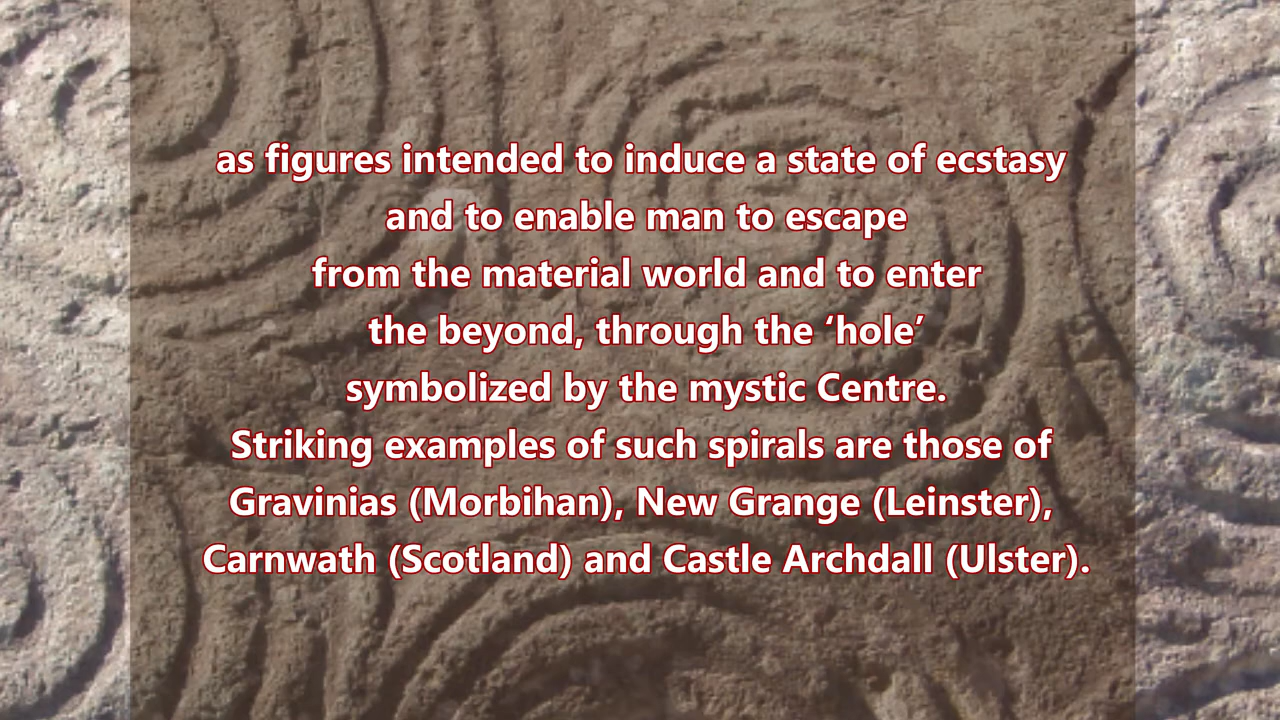 as figures intended to induce a state of ecstasy
and to enable man to escape
from the material world and to enter
the beyond, through the ‘hole’
symbolized by the mystic Centre.
Striking examples of such spirals are those of
Gravinias (Morbihan), New Grange (Leinster),
Carnwath (Scotland) and Castle Archdall (Ulster).